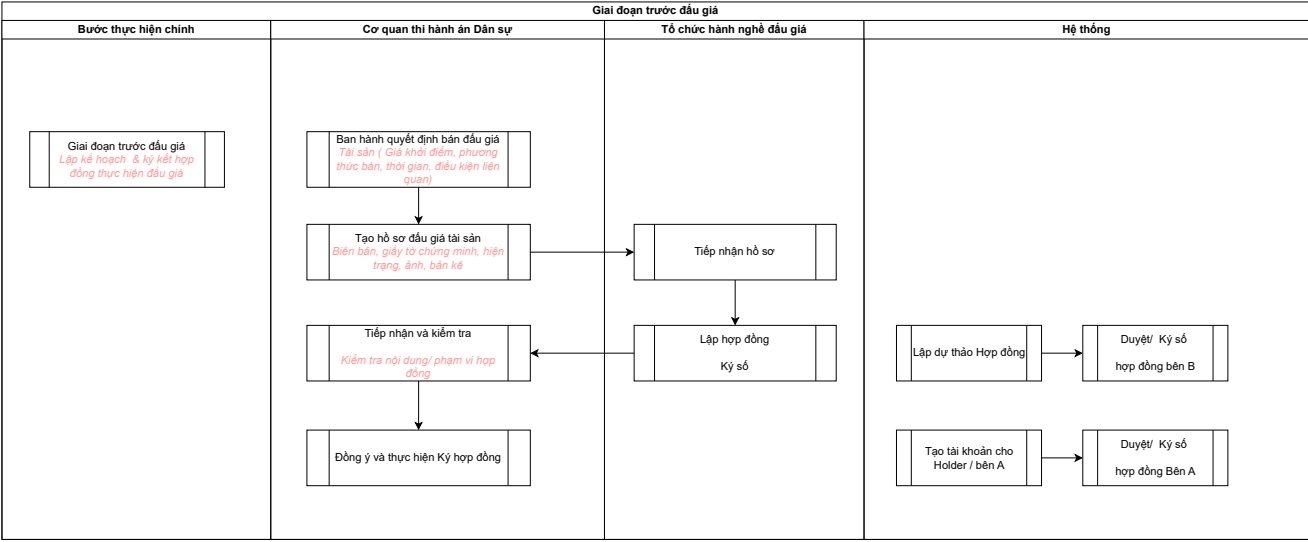 Giai đoạn trước đấu giá
Bước thực hiện chính
Cơ quan thi hành án Dân sự
Tổ chức hành nghề đấu giá
Hệ thống
Giai đoạn trước đấu giá
Lập kế hoạch & ký kết hợp
đồng thực hiện đấu giá
Ban hành quyết định bán đấu giá
Tài sản ( Giá khởi điểm, phương
thức bán, thời gian, điều kiện liên
quan)
Tạo hồ sơ đấu giá tài sản
Biên bản, giấy tờ chứng minh, hiện
trạng, ảnh, bản kê
Tiếp nhận hồ sơ
Tiếp nhận và kiểm tra
Kiểm tra nội dung/ phạm vi hợp
đồng
Lập hợp đồng
Ký số
Lập dự thảo Hợp đồng
Duyệt/ Ký số
hợp đồng bên B
Đồng ý và thực hiện Ký hợp đồng
Tạo tài khoản cho
Holder / bên A
Duyệt/ Ký số
hợp đồng Bên A